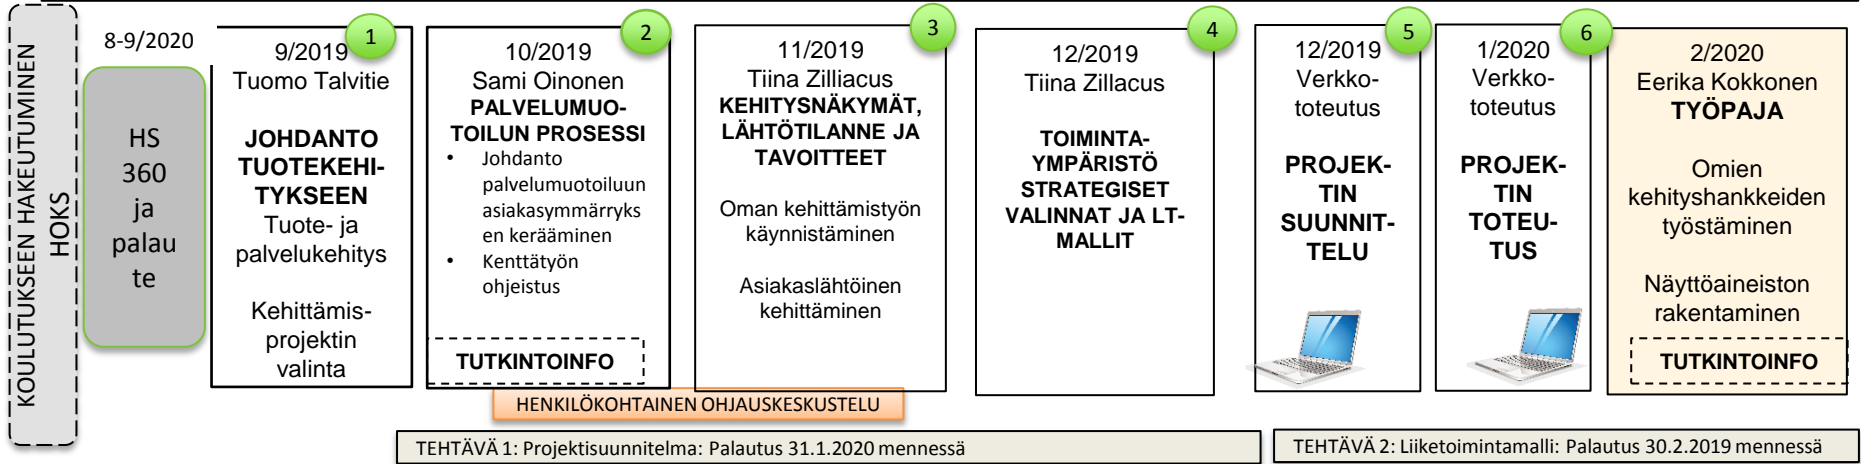 KOULUTUKSEEN HAKEUTUMINEN
HOKS
8-9/2020
HS
360
ja
palau
te
1
9/2019
Tuomo Talvitie
JOHDANTO
TUOTEKEHI-
TYKSEEN
Tuote- ja
palvelukehitys
Kehittämis-
projektin
valinta
2
10/2019
Sami Oinonen
PALVELUMUO-
TOILUN PROSESSI
• Johdanto
palvelumuotoiluun
asiakasymmärryks
en kerääminen
• Kenttätyön
ohjeistus
TUTKINTOINFO
3
11/2019
Tiina Zilliacus
KEHITYSNÄKYMÄT,
LÄHTÖTILANNE JA
TAVOITTEET
Oman kehittämistyön
käynnistäminen
Asiakaslähtöinen
kehittäminen
4
12/2019
Tiina Zillacus
TOIMINTA-
YMPÄRISTÖ
STRATEGISET
VALINNAT JA LT-
MALLIT
5
12/2019
Verkko-
toteutus
PROJEK-
TIN
SUUNNIT-
TELU
6
1/2020
Verkko-
toteutus
PROJEK-
TIN
TOTEU-
TUS
2/2020
Eerika Kokkonen
TYÖPAJA
Omien
kehityshankkeiden
työstäminen
Näyttöaineiston
rakentaminen
TUTKINTOINFO
HENKILÖKOHTAINEN OHJAUSKESKUSTELU
TEHTÄVÄ 1: Projektisuunnitelma: Palautus 31.1.2020 mennessä
TEHTÄVÄ 2: Liiketoimintamalli: Palautus 30.2.2019 mennessä